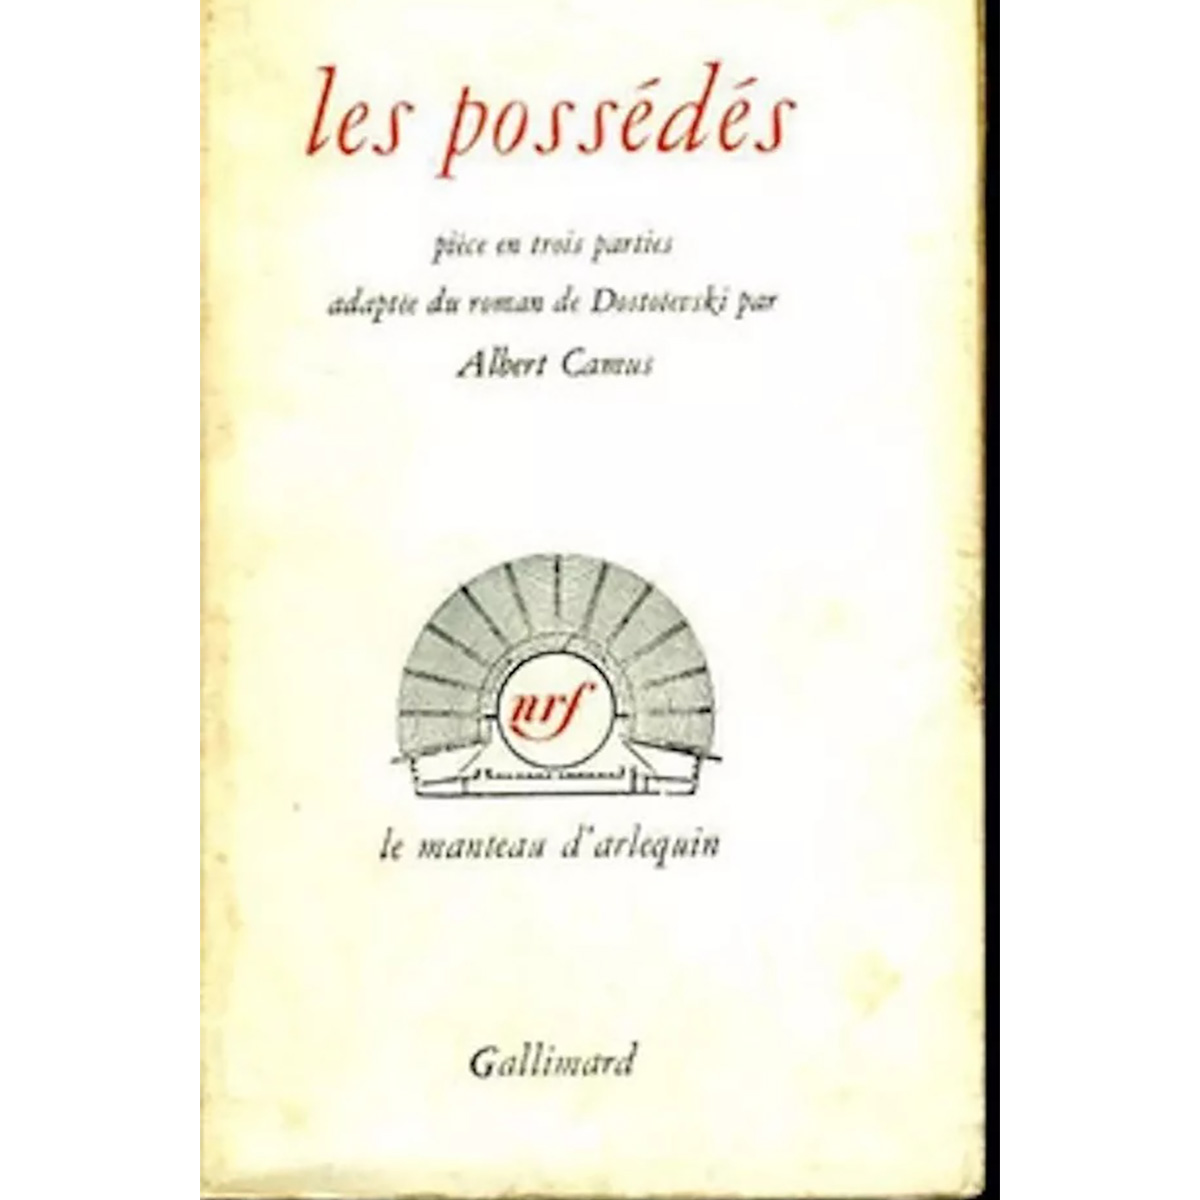 les possédés
pièce en trois parties
adaptée du roman de Dostoïevski par
Albert Camus
nrf
le manteau d'arlequin
Gallimard